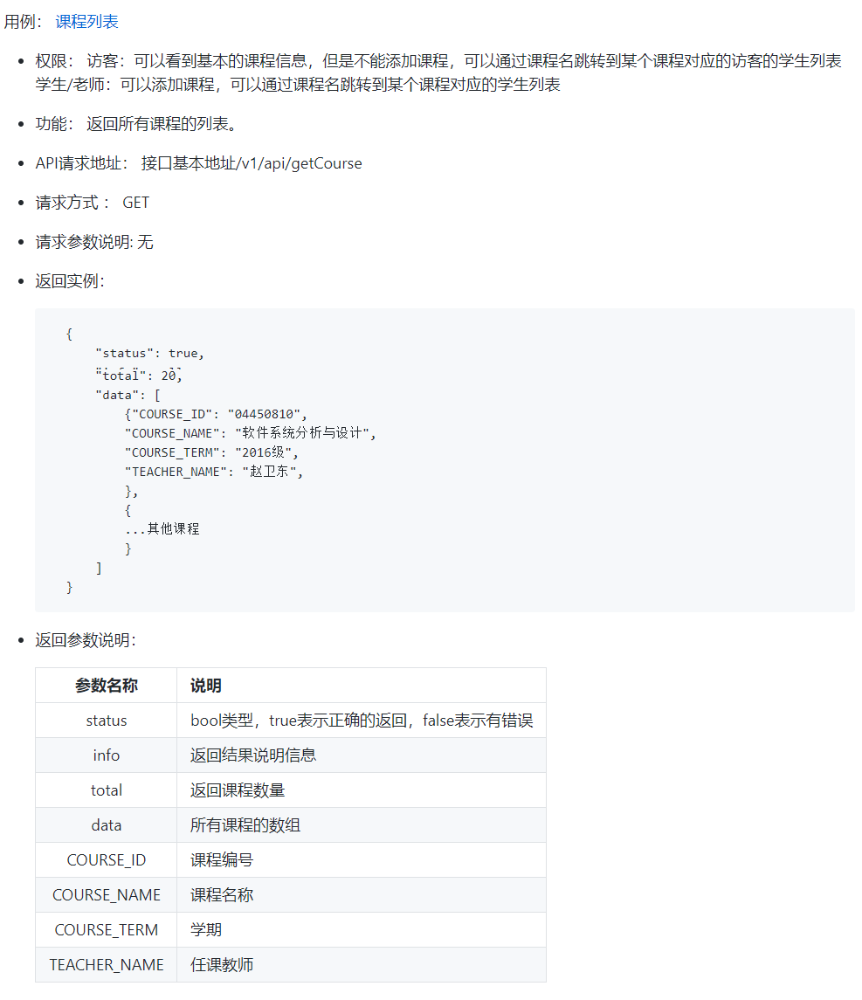 用例： 课程列表
权限： 访客：可以看到基本的课程信息，但是不能添加课程，可以通过课程名跳转到某个课程对应的访客的学生列表
学生/老师：可以添加课程，可以通过课程名跳转到某个课程对应的学生列表
功能： 返回所有课程的列表。
API请求地址： 接口基本地址/v1/api/getCourse
请求方式 ： GET
请求参数说明: 无
返回实例：
{
"status": true,
"total": 20,
"data": [
{"COURSE_ID": "04450810",
"COURSE_NAME": "软件系统分析与设计",
"COURSE_TERM": "2016级",
"TEACHER_NAME": "赵卫东",
},
{
...其他课程
}
]
}
返回参数说明：
参数名称 说明
status bool类型，true表示正确的返回，false表示有错误
info 返回结果说明信息
total 返回课程数量
data 所有课程的数组
COURSE_ID 课程编号
COURSE_NAME 课程名称
COURSE_TERM 学期
TEACHER_NAME 任课教师